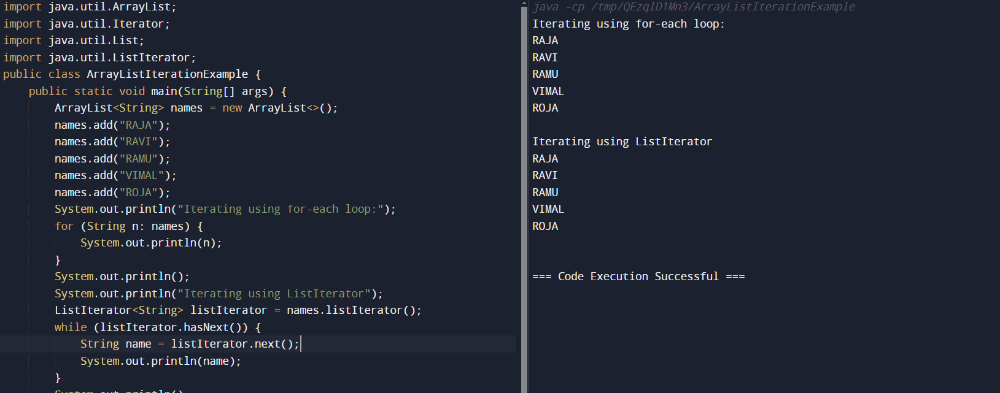 import java.util.ArrayList;
import java.util.Iterator;
import java.util.List;
import java.util.ListIterator;
public class ArrayListIterationExample {
    public static void main(String[] args) {
        ArrayList<String> names = new ArrayList<>();
        names.add("RAJA");
        names.add("RAVI");
        names.add("RAMU");
        names.add("VIMAL");
        names.add("ROJA");
        System.out.println("Iterating using for-each loop:");
        for (String n: names) {
            System.out.println(n);
        }
        System.out.println();
        System.out.println("Iterating using ListIterator");
        ListIterator<String> listIterator = names.listIterator();
        while (listIterator.hasNext()) {
            String name = listIterator.next();
            System.out.println(name);
        }
java -cp /tmp/QEzqlD1Mn3/ArrayListIterationExample
Iterating using for-each loop:
RAJA
RAVI
RAMU
VIMAL
ROJA
Iterating using ListIterator
RAJA
RAVI
RAMU
VIMAL
ROJA
=== Code Execution Successful ===